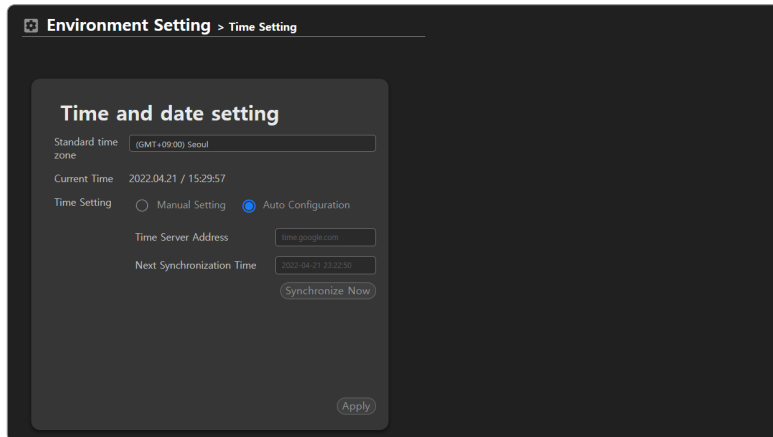 Environment Setting > Time Setting
Time and date setting
Standard time zone
(GMT+09:00) Seoul
Current Time 2022.04.21 / 15:29:57
Time Setting Manual Setting Auto Configuration
Time Server Address time.google.com
Next Synchronization Time 2022-04-21 23:22:50
Synchronize Now
Apply